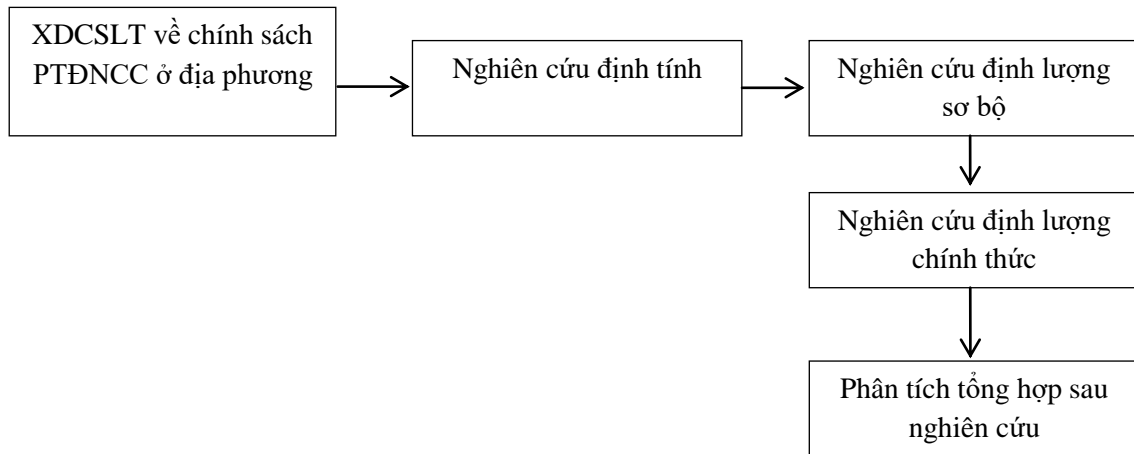 XDCSLT về chính sách
PTĐNCC ở địa phương
Nghiên cứu định tính
Nghiên cứu định lượng
sơ bộ
Nghiên cứu định lượng
chính thức
Phân tích tổng hợp sau
nghiên cứu